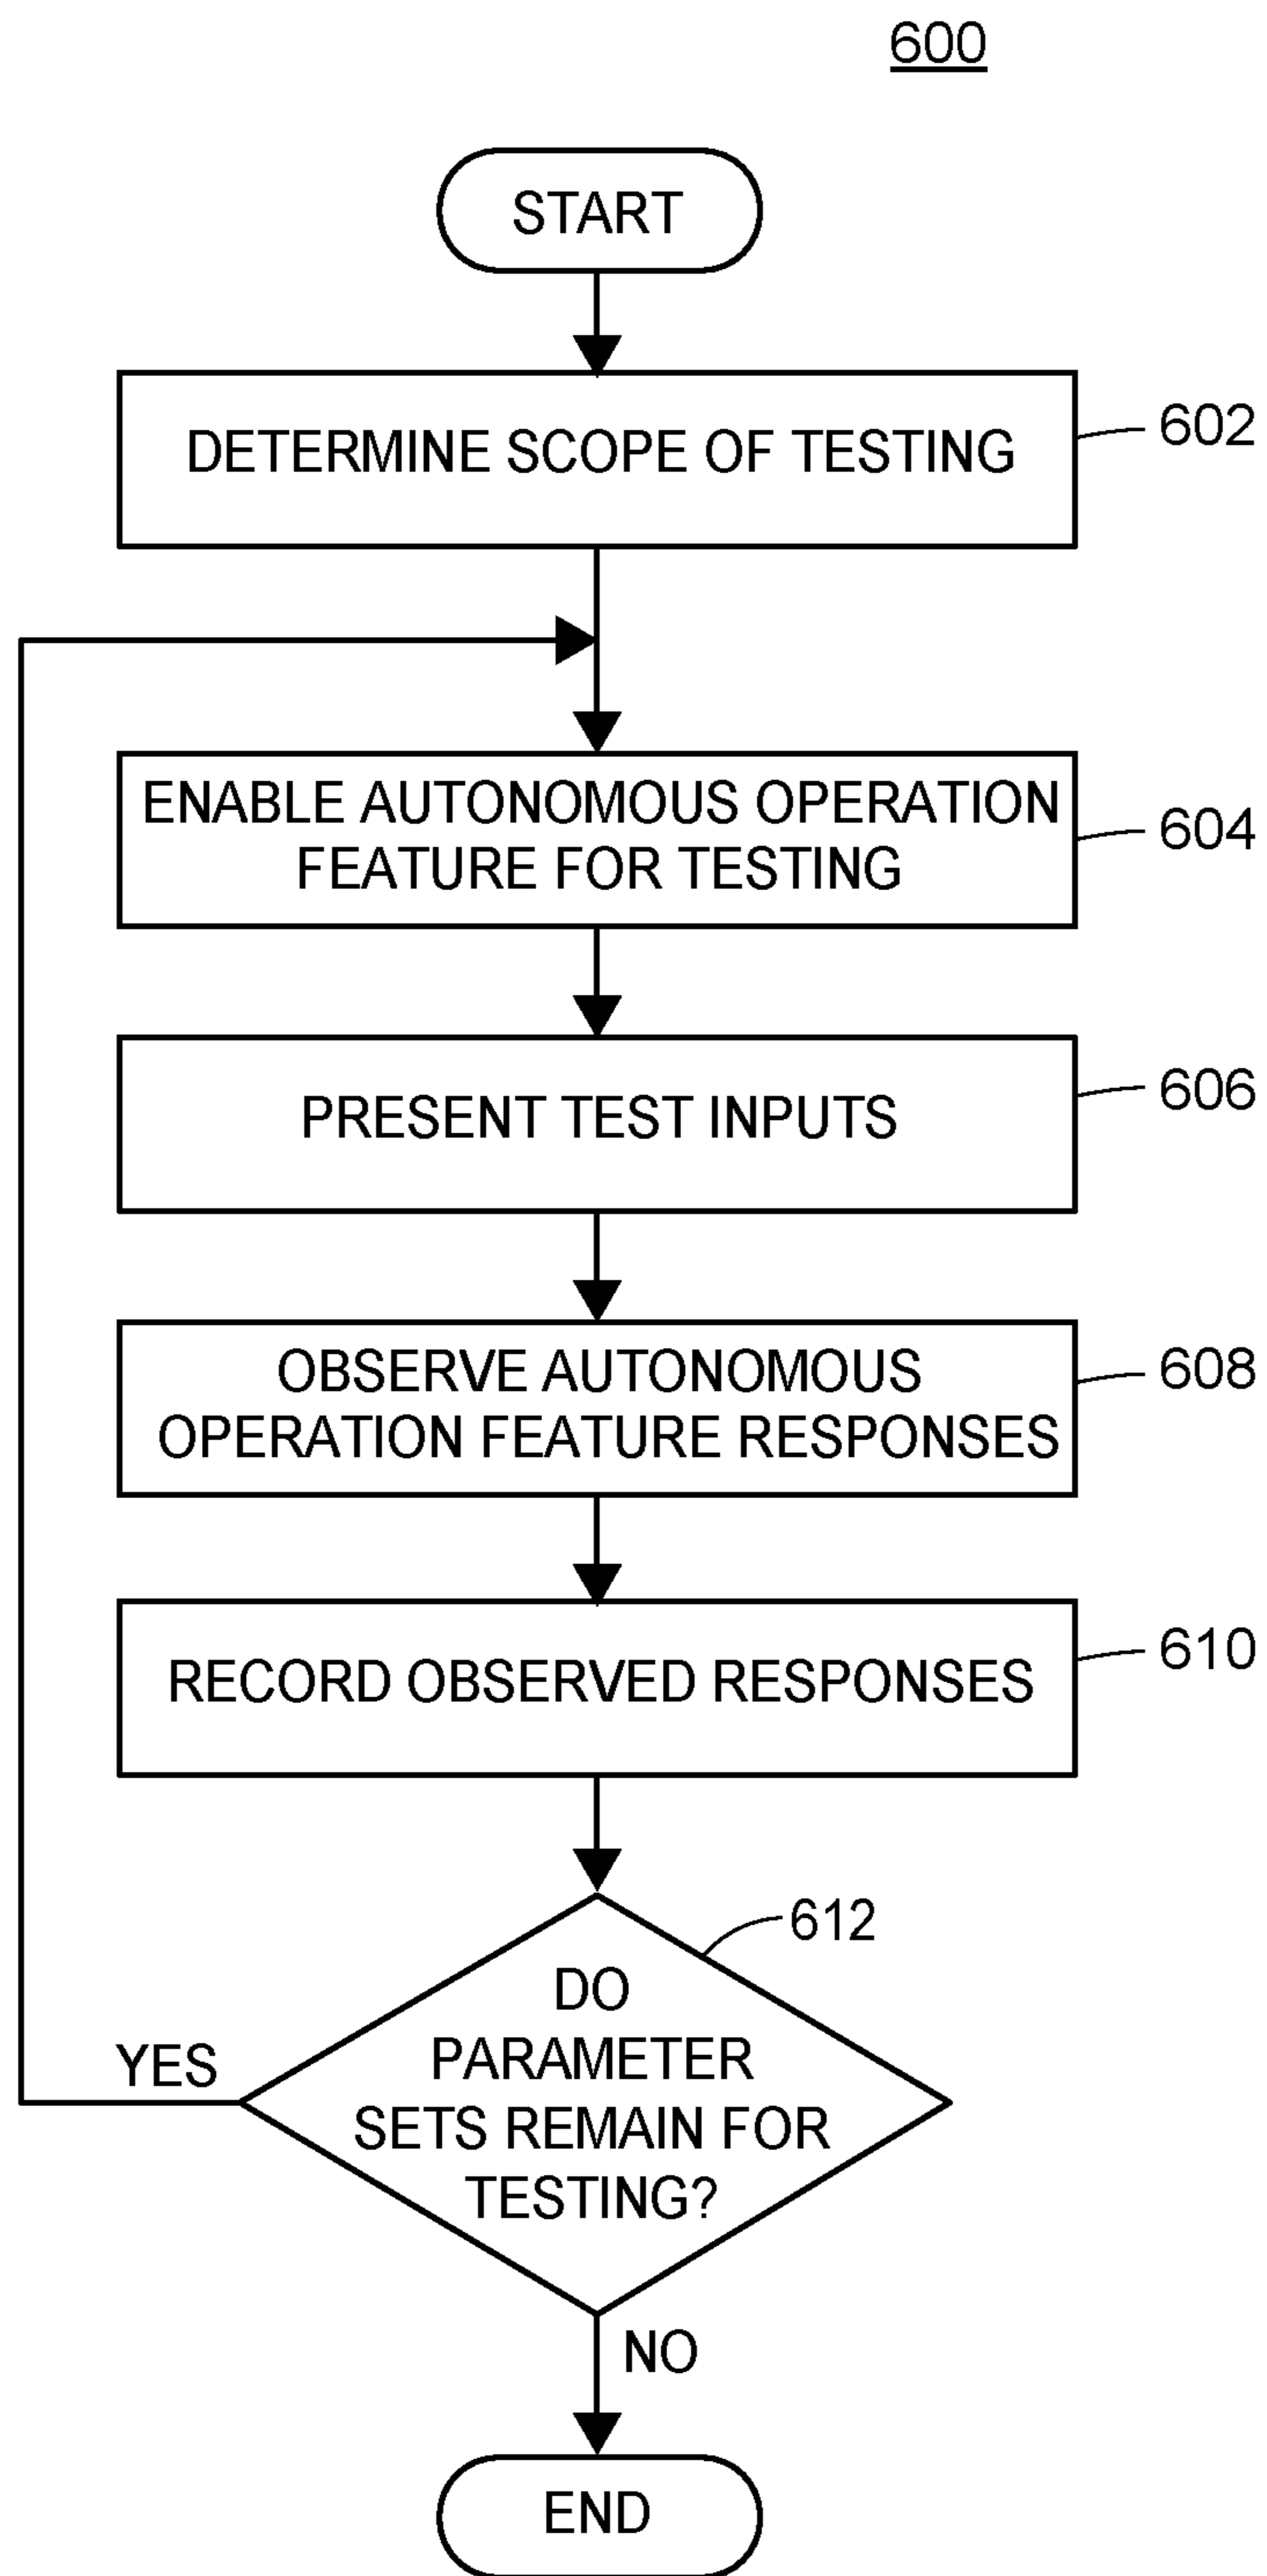 600
START
DETERMINE SCOPE OF TESTING
602
ENABLE AUTONOMOUS OPERATION
FEATURE FOR TESTING
604
PRESENT TEST INPUTS
606
OBSERVE AUTONOMOUS
OPERATION FEATURE RESPONSES
608
RECORD OBSERVED RESPONSES
610
612
DO
PARAMETER
SETS REMAIN FOR
TESTING?
YES
NO
END